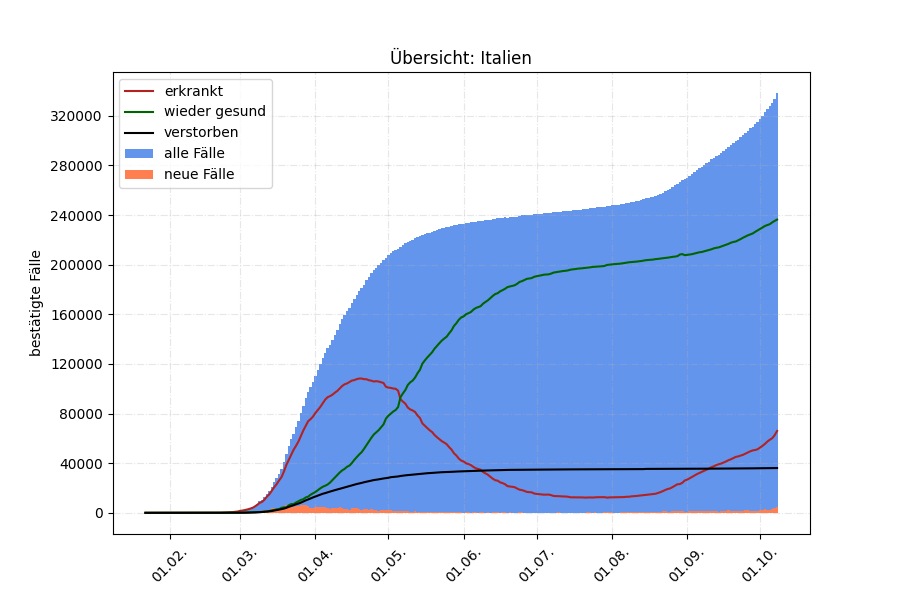 Übersicht: Italien
erkrankt
wieder gesund
verstorben
alle Fälle
neue Fälle
bestätigte Fälle
320000
280000
240000
200000
160000
120000
80000
40000
0
01.02.
01.03.
01.04.
01.05.
01.06.
01.07.
01.08.
01.09.
01.10.